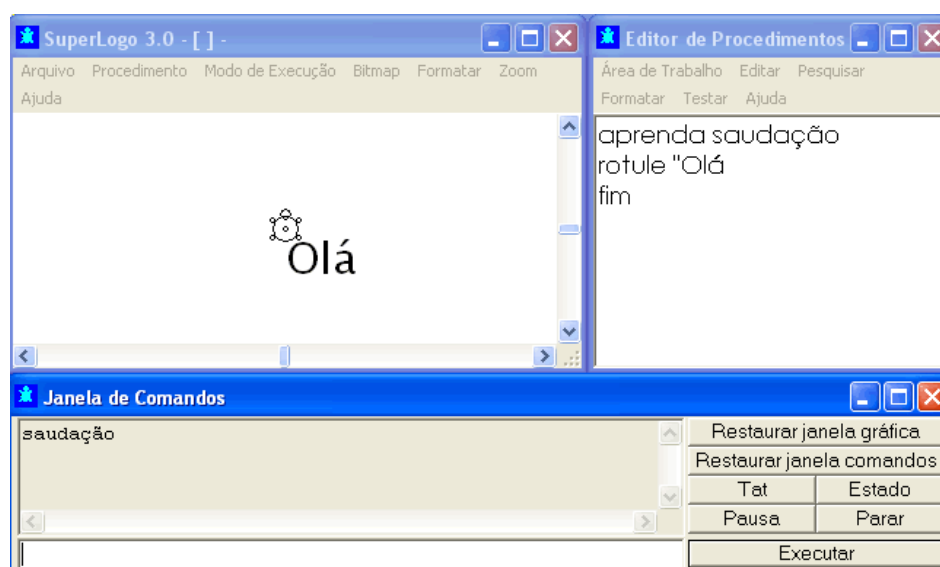 SuperLogo 3.0 - [ ] -
Arquivo Procedimento Modo de Execução Bitmap Formatar Zoom
Ajuda
Olá
Editor de Procedimentos
Área de Trabalho Editar Pesquisar
Formatar Testar Ajuda
aprenda saudação
rotule "Olá
fim
Janela de Comandos
saudação
Restaurar janela gráfica
Restaurar janela comandos
Tat Estado
Pausa Parar
Executar